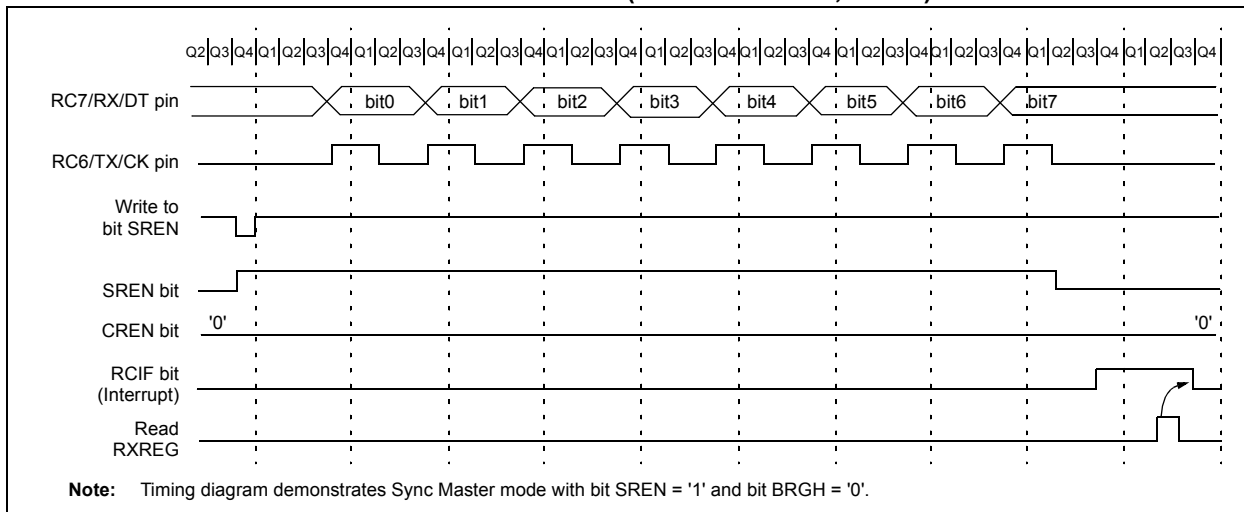 Q2 Q3 Q4 Q1 Q2 Q3 Q4 Q1 Q2 Q3 Q4 Q1 Q2 Q3 Q4 Q1 Q2 Q3 Q4 Q1 Q2 Q3 Q4 Q1 Q2 Q3 Q4 Q1 Q2 Q3 Q4 Q1 Q2 Q3 Q4 Q1 Q2 Q3 Q4 Q1 Q2 Q3 Q4
RC7/RX/DT pin bit0 bit1 bit2 bit3 bit4 bit5 bit6 bit7
RC6/TX/CK pin
Write to
bit SREN
SREN bit
CREN bit '0' '0'
RCIF bit
(Interrupt)
Read
RXREG
Note: Timing diagram demonstrates Sync Master mode with bit SREN = '1' and bit BRGH = '0'.